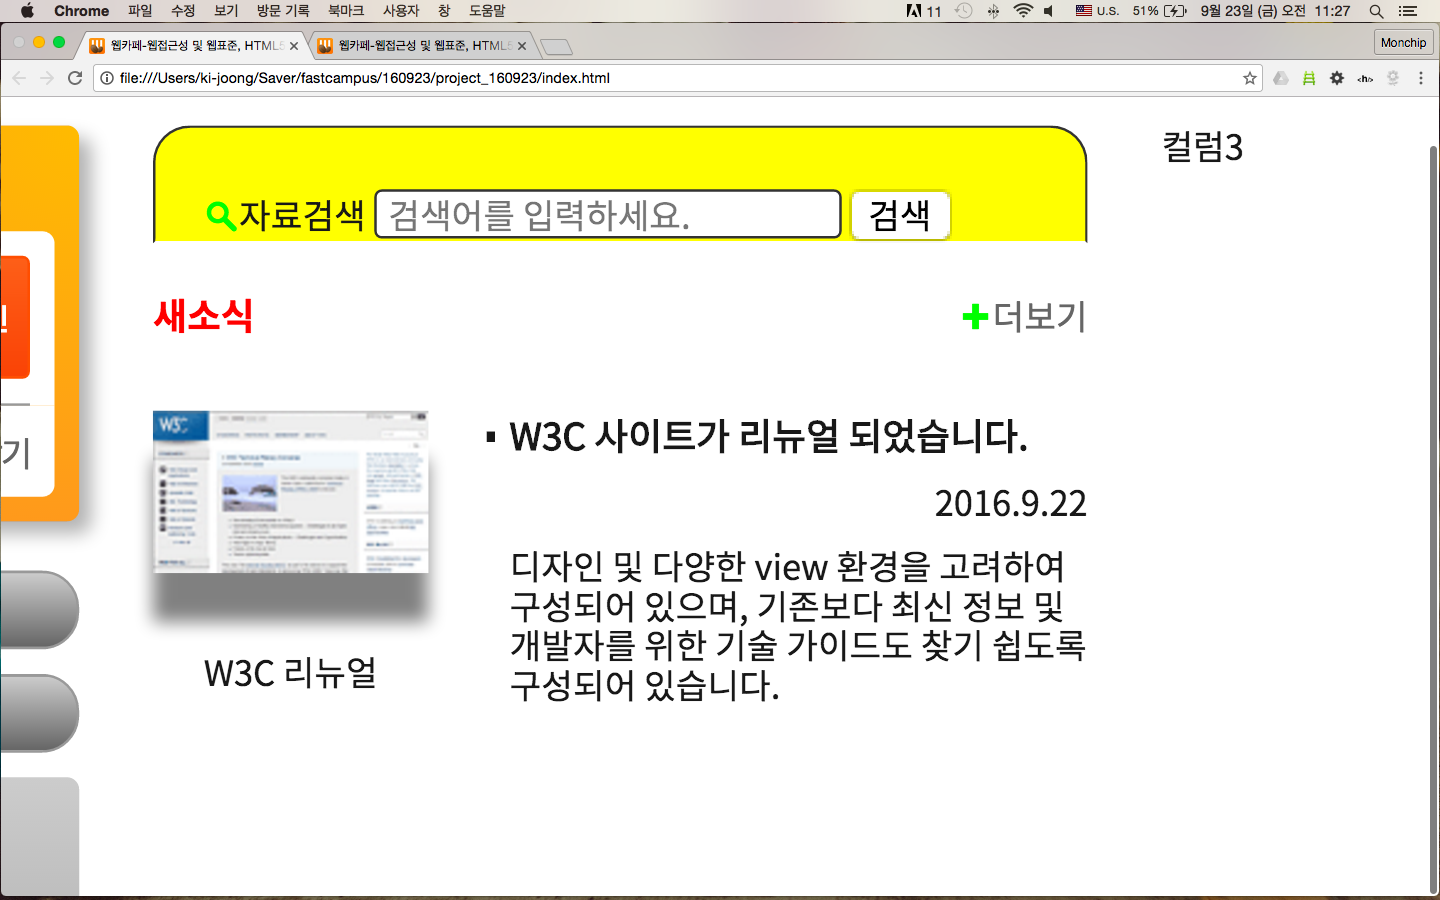 Chrome 파일 수정 보기 방문 기록 북마크 사용자 창 도움말 11 U.S. 51% 9월 23일 (금) 오전 11:27
웹카페-웹접근성 및 웹표준, HTML5 웹카페-웹접근성 및 웹표준, HTML5 Monchip
file:///Users/ki-joong/Saver/fastcampus/160923/project_160923/index.html <h/>
컬럼3
자료검색 검색어를 입력하세요. 검색
새소식 더보기
W3C
▪ W3C 사이트가 리뉴얼 되었습니다.
기
2016.9.22
디자인 및 다양한 view 환경을 고려하여
구성되어 있으며, 기존보다 최신 정보 및
개발자를 위한 기술 가이드도 찾기 쉽도록
구성되어 있습니다.
W3C 리뉴얼